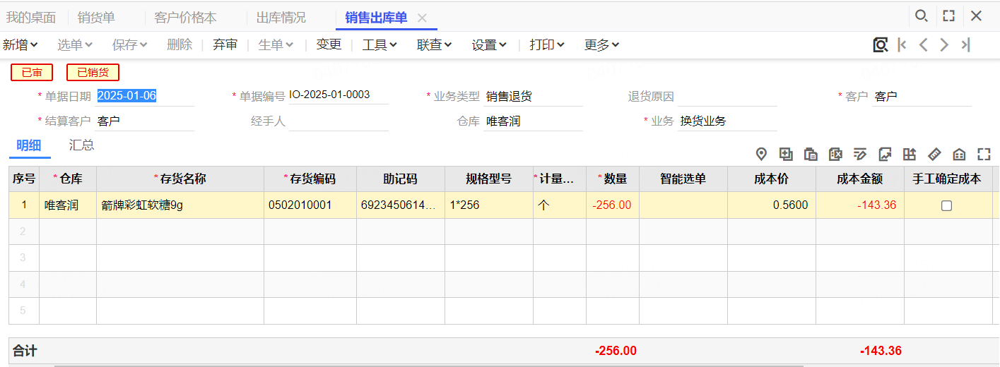 我的桌面 销货单 客户价格本 出库情况 销售出库单
新增 选单 保存 删除 弃审 生单 变更 工具 联查 设置 打印 更多
已审 已销货
* 单据日期 2025-01-06 * 单据编号 IO-2025-01-0003 * 业务类型 销售退货 退货原因 * 客户 客户
* 结算客户 客户 经手人 仓库 唯客润 * 业务 换货业务
明细 汇总
序号 * 仓库 * 存货名称 * 存货编码 助记码 规格型号 * 计量... * 数量 智能选单 成本价 成本金额 手工确定成本
1 唯客润 箭牌彩虹软糖9g 0502010001 6923450614... 1*256 个 -256.00 0.5600 -143.36
2
3
4
5
合计 -256.00 -143.36